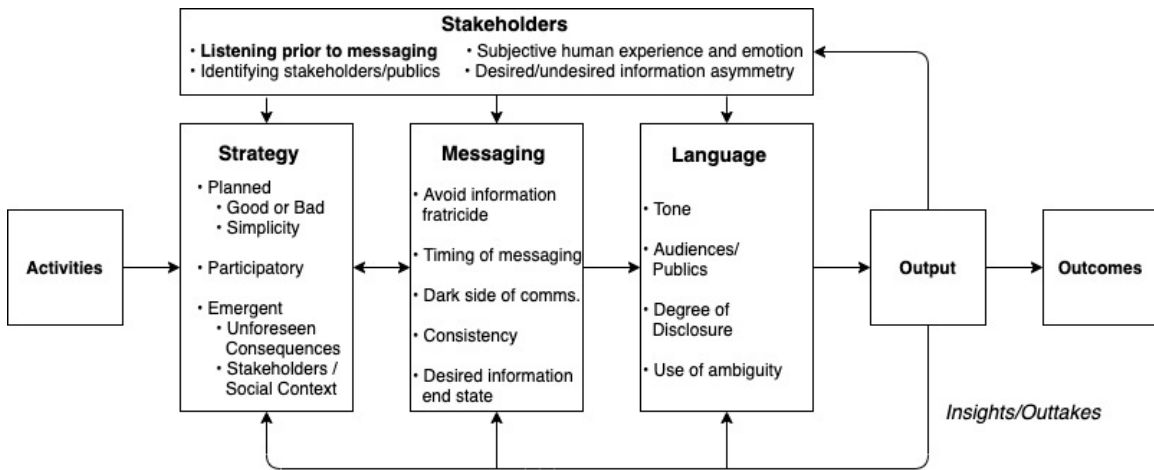 Stakeholders
• Listening prior to messaging • Subjective human experience and emotion
• Identifying stakeholders/publics • Desired/undesired information asymmetry
Activities
Strategy
• Planned
• Good or Bad
• Simplicity
• Participatory
• Emergent
• Unforeseen
Consequences
• Stakeholders /
Social Context
Messaging
• Avoid information
fratricide
• Timing of messaging
• Dark side of comms.
• Consistency
• Desired information
end state
Language
• Tone
• Audiences/
Publics
• Degree of
Disclosure
• Use of ambiguity
Output
Outcomes
Insights/Outtakes